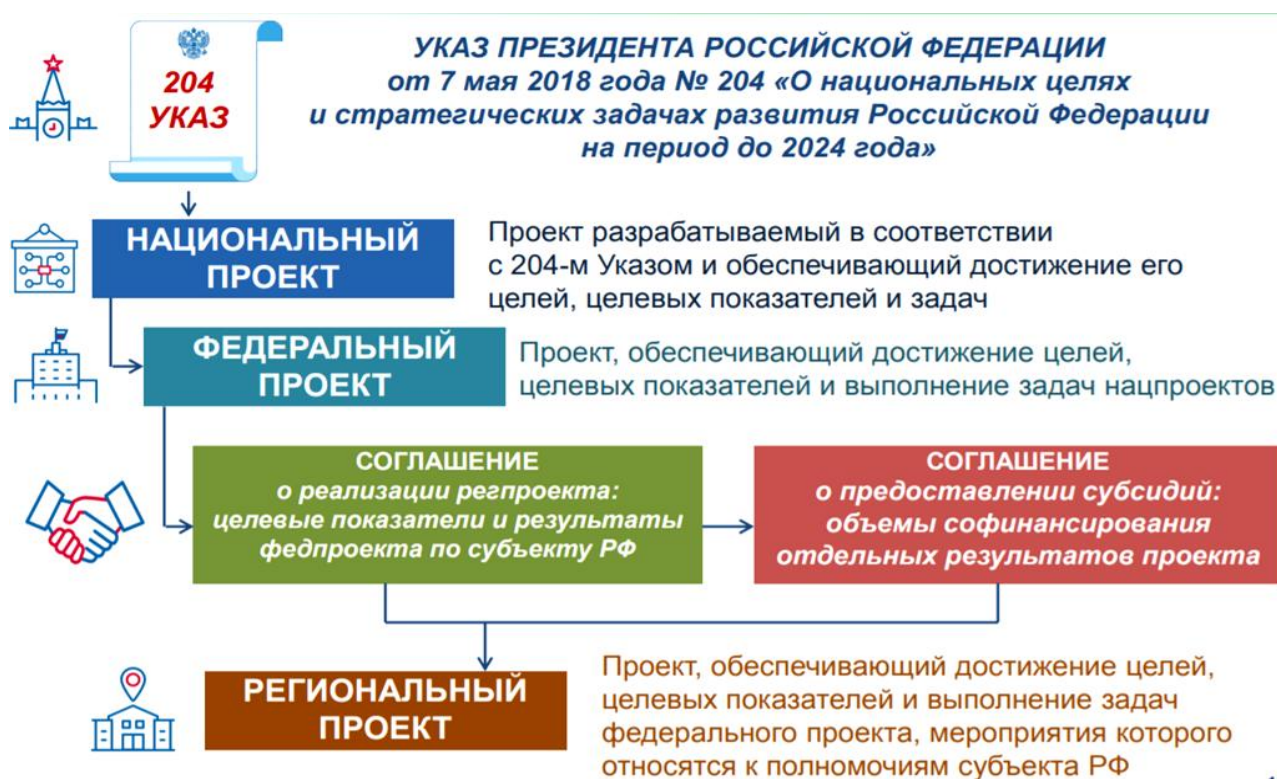 204
УКАЗ
УКАЗ ПРЕЗИДЕНТА РОССИЙСКОЙ ФЕДЕРАЦИИ
от 7 мая 2018 года № 204 «О национальных целях
и стратегических задачах развития Российской Федерации
на период до 2024 года»
НАЦИОНАЛЬНЫЙ
ПРОЕКТ
Проект разрабатываемый в соответствии
с 204-м Указом и обеспечивающий достижение его
целей, целевых показателей и задач
ФЕДЕРАЛЬНЫЙ
ПРОЕКТ
Проект, обеспечивающий достижение целей,
целевых показателей и выполнение задач нацпроектов
СОГЛАШЕНИЕ
о реализации регпроекта:
целевые показатели и результаты
федпроекта по субъекту РФ
СОГЛАШЕНИЕ
о предоставлении субсидий:
объемы софинансирования
отдельных результатов проекта
РЕГИОНАЛЬНЫЙ
ПРОЕКТ
Проект, обеспечивающий достижение целей,
целевых показателей и выполнение задач
федерального проекта, мероприятия которого
относятся к полномочиям субъекта РФ